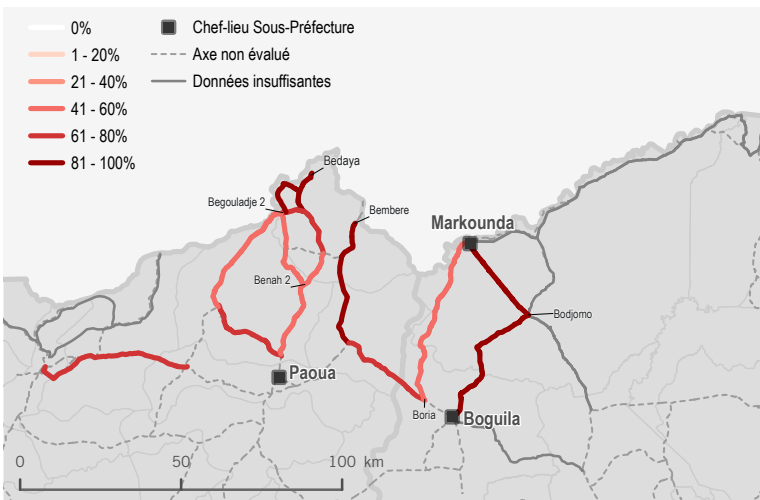 0%
1 - 20%
21 - 40%
41 - 60%
61 - 80%
81 - 100%
Chef-lieu Sous-Préfecture
Axe non évalué
Données insuffisantes
Bedaya
Begouladje 2
Bembere
Markounda
Benah 2
Bodjomo
Paoua
Boria
Boguila
0 50 100 km